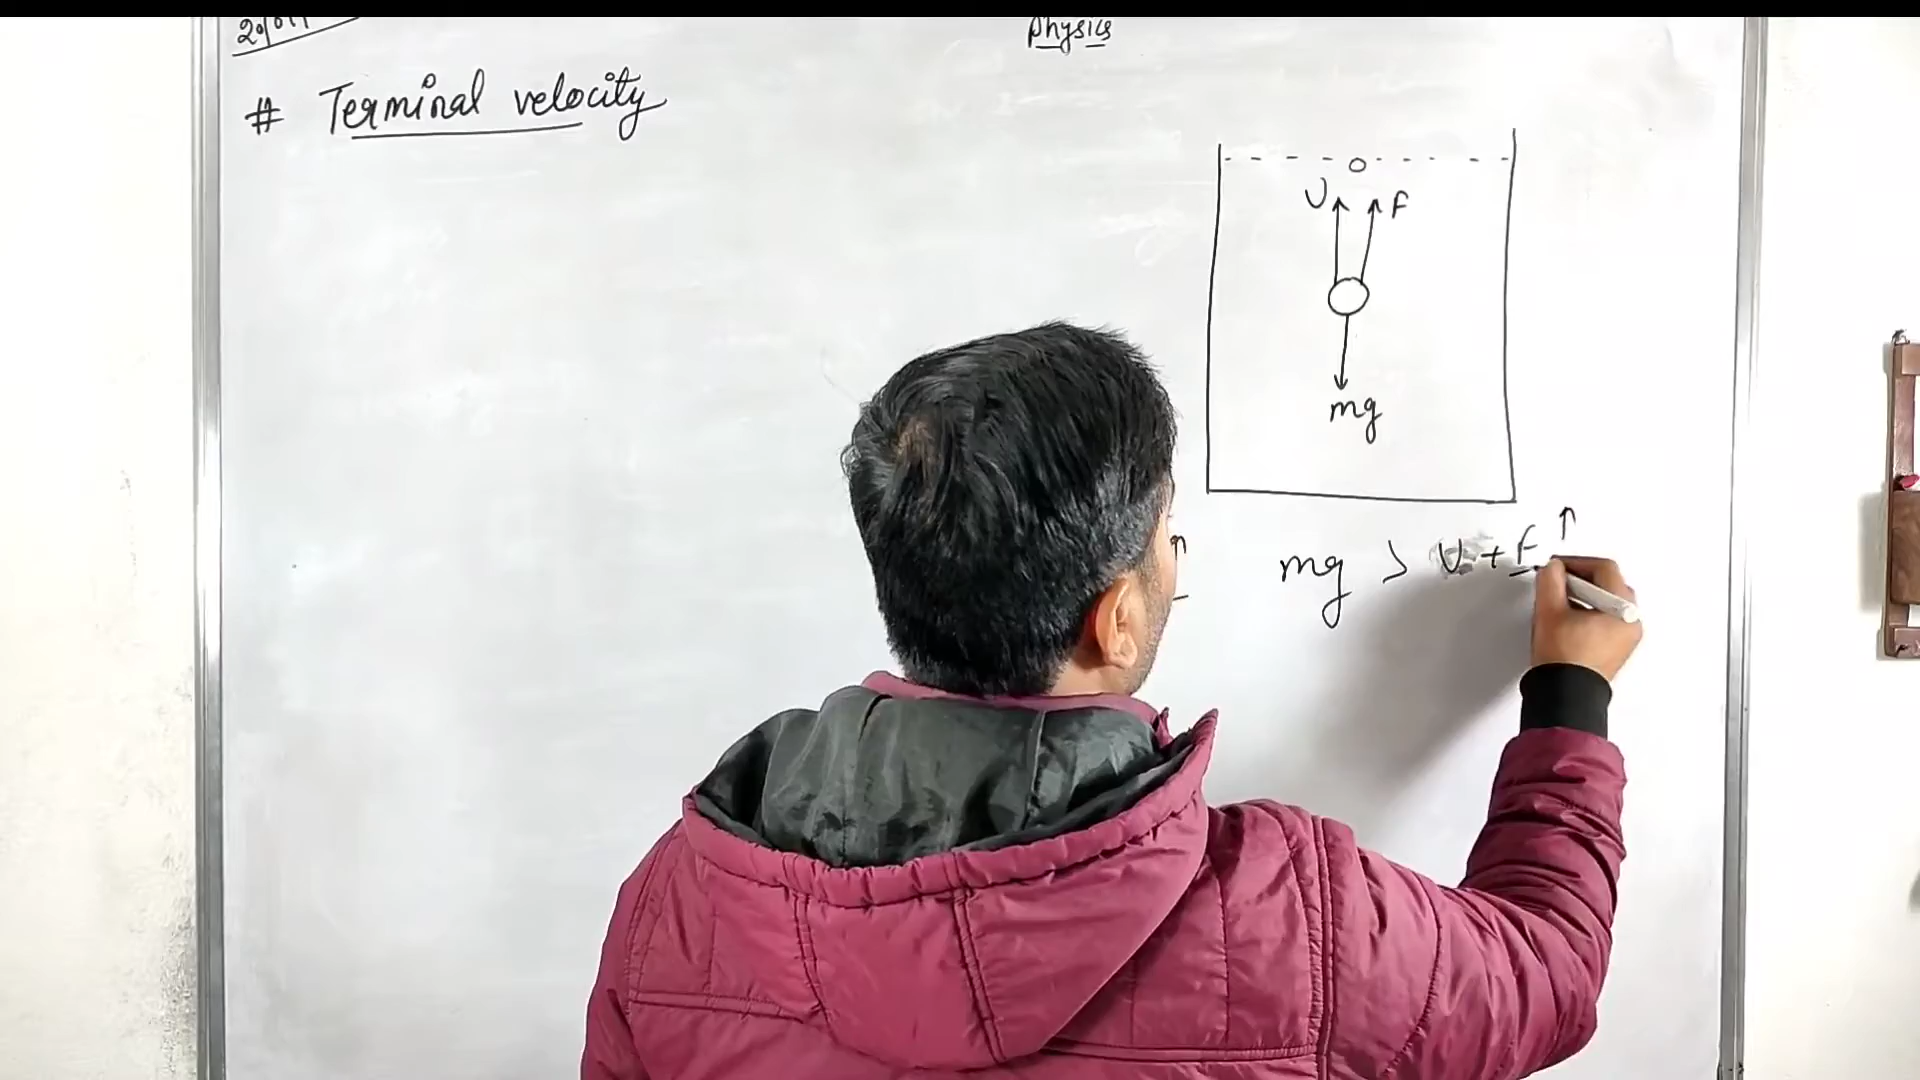 Physics
# Terminal velocity
U F
mg
mg > U + F ↑